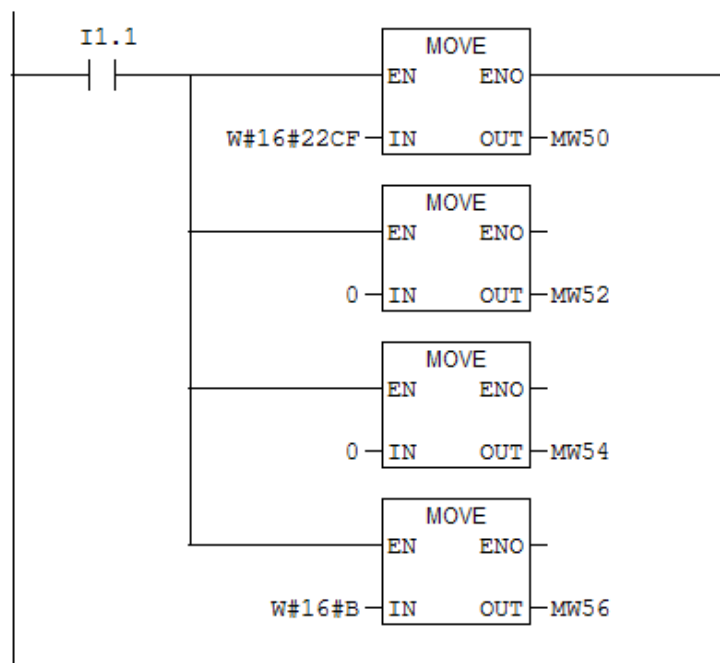 I1.1
MOVE
EN ENO
W#16#22CF IN OUT MW50
MOVE
EN ENO
0 IN OUT MW52
MOVE
EN ENO
0 IN OUT MW54
MOVE
EN ENO
W#16#B IN OUT MW56